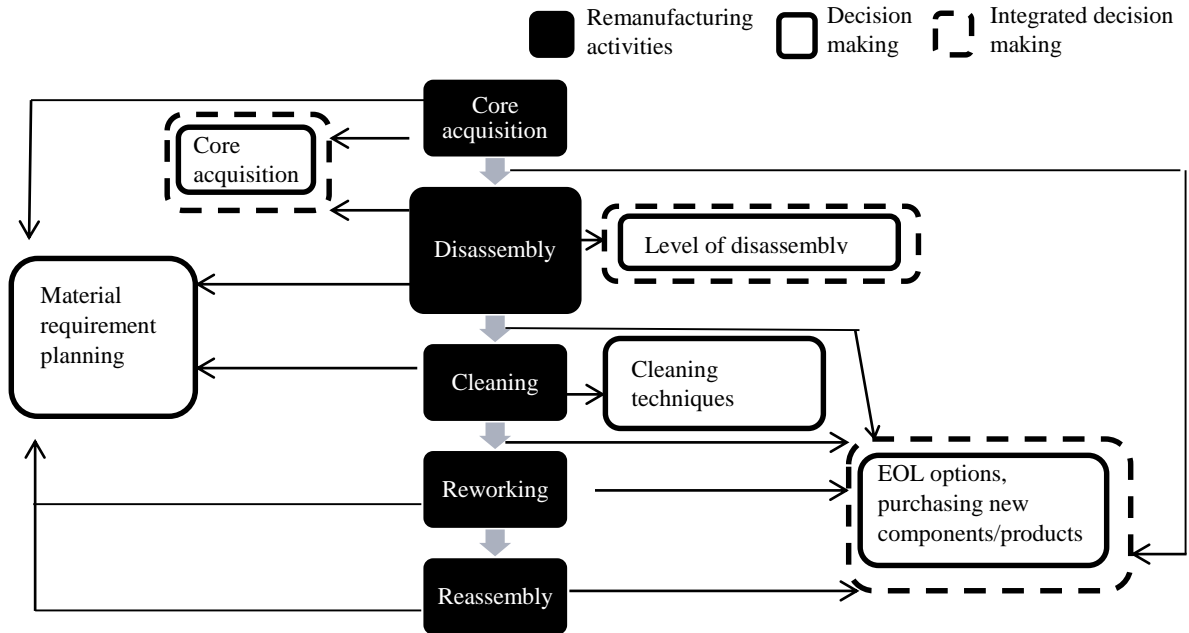 Remanufacturing
activities
Decision
making
Integrated decision
making
Core
acquisition
Core
acquisition
Disassembly
Level of disassembly
Material
requirement
planning
Cleaning
Cleaning
techniques
Reworking
EOL options,
purchasing new
components/products
Reassembly